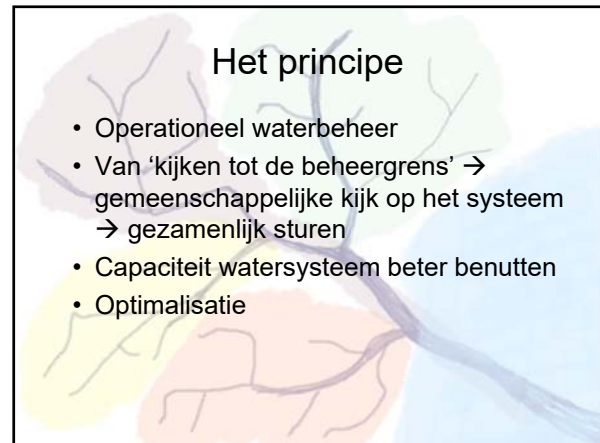 Het principe
• Operationeel waterbeheer
• Van ‘kijken tot de beheergrens’ →
gemeenschappelijke kijk op het systeem
→ gezamenlijk sturen
• Capaciteit watersysteem beter benutten
• Optimalisatie